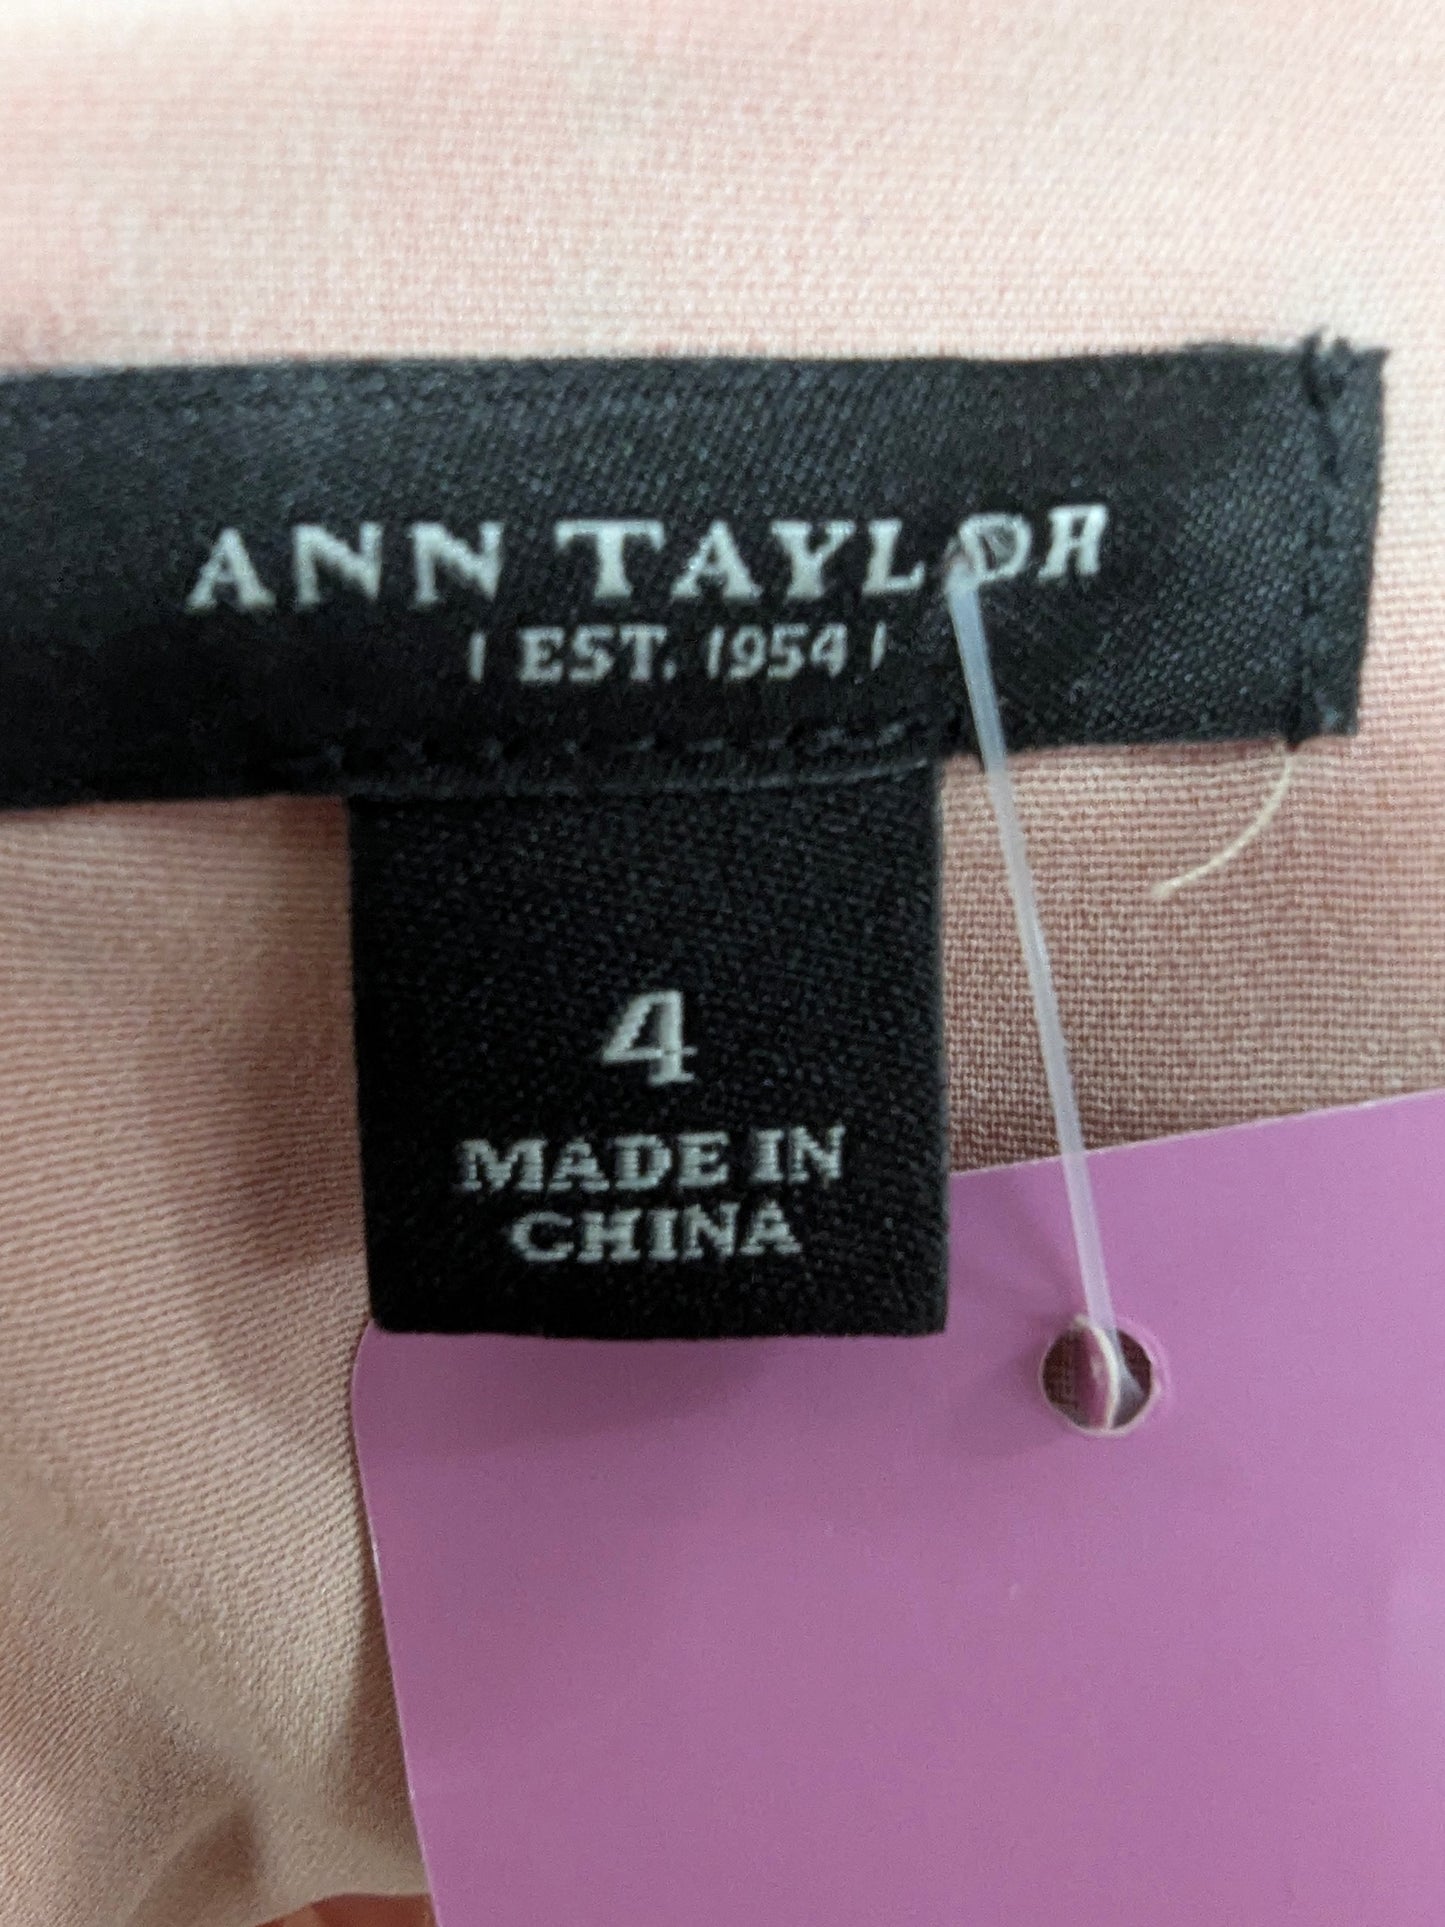 ANN TAYLOR
| EST. 1954 |
4
MADE IN
CHINA